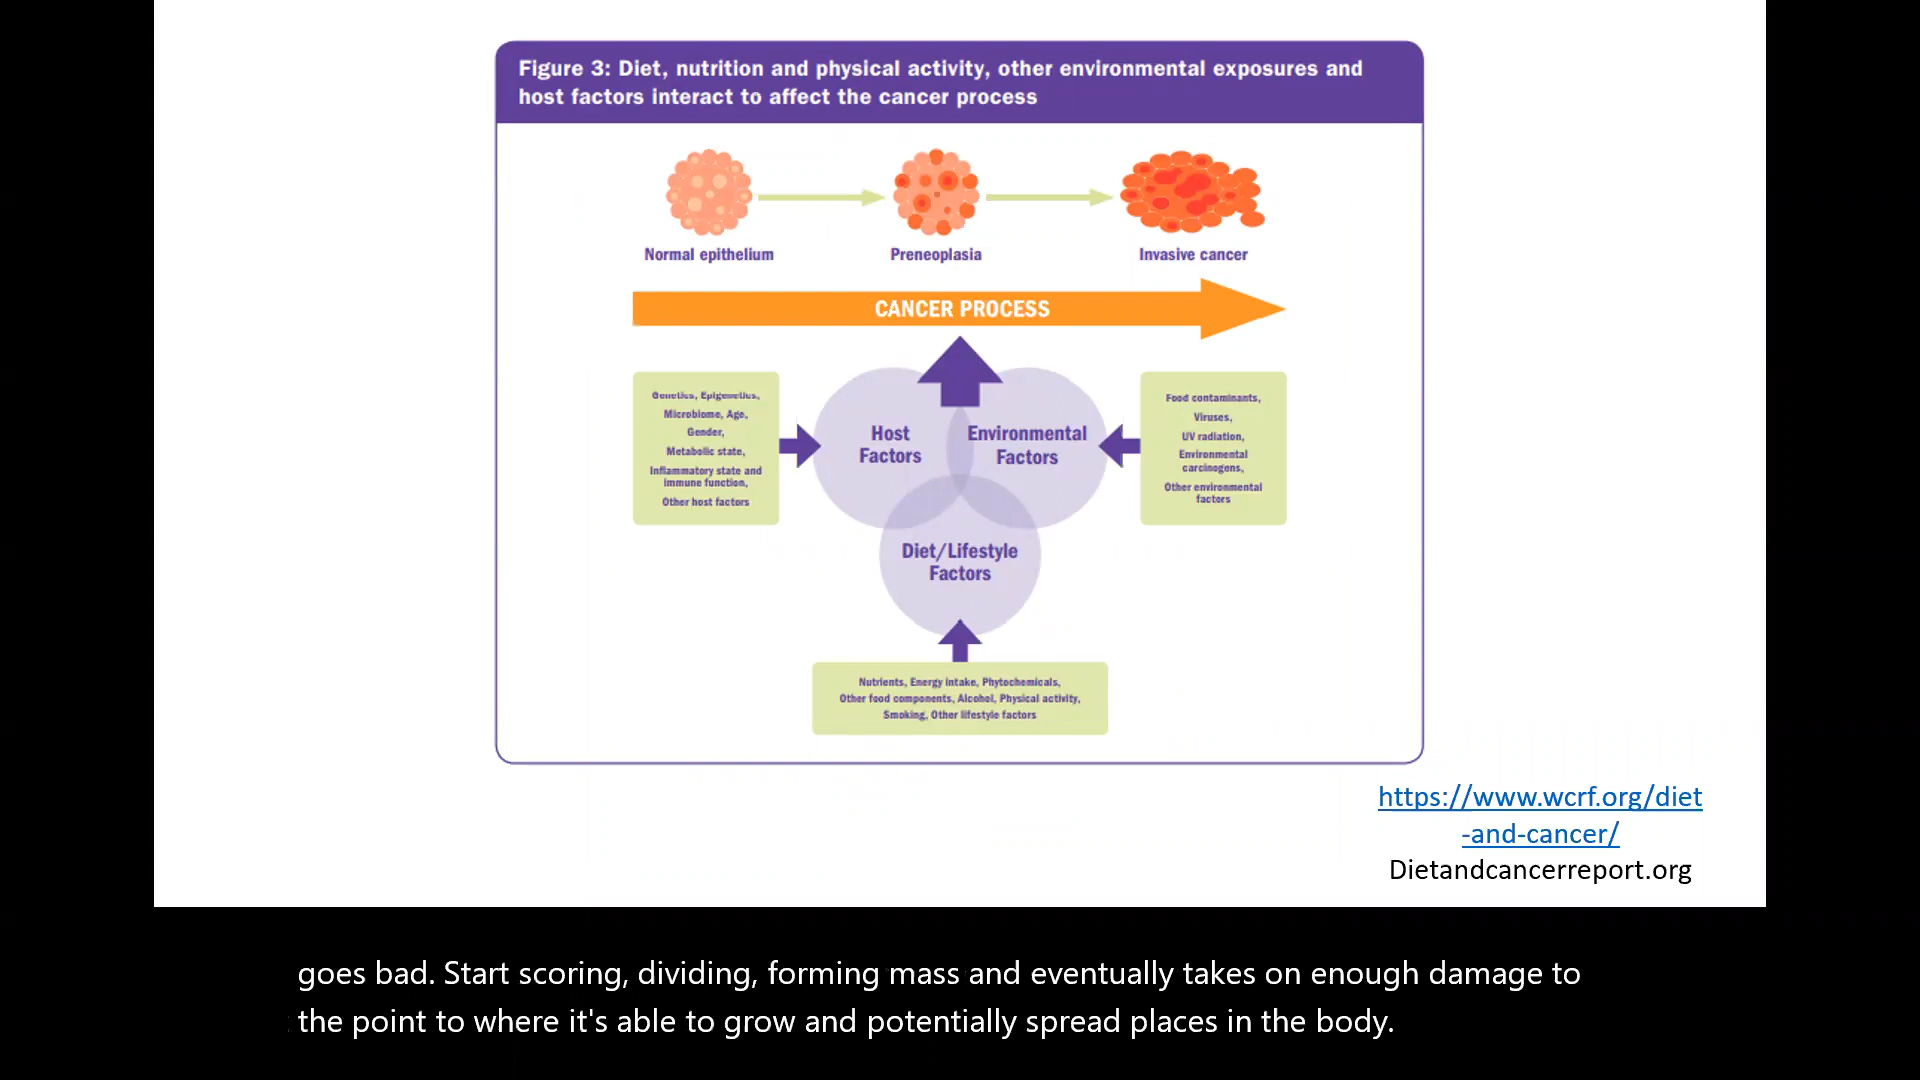 Figure 3: Diet, nutrition and physical activity, other environmental exposures and
host factors interact to affect the cancer process
Normal epithelium
Preneoplasia
Invasive cancer
CANCER PROCESS
Genetics, Epigenetics,
Microbiome, Age,
Gender,
Metabolic state,
Inflammatory state and
immune function,
Other host factors
Host
Factors
Environmental
Factors
Food contaminants,
Viruses,
UV radiation,
Environmental
carcinogens,
Other environmental
factors
Diet/Lifestyle
Factors
Nutrients, Energy intake, Phytochemicals,
Other food components, Alcohol, Physical activity,
Smoking, Other lifestyle factors
https://www.wcrf.org/diet
-and-cancer/
Dietandcancerreport.org
goes bad. Start scoring, dividing, forming mass and eventually takes on enough damage to
the point to where it's able to grow and potentially spread places in the body.